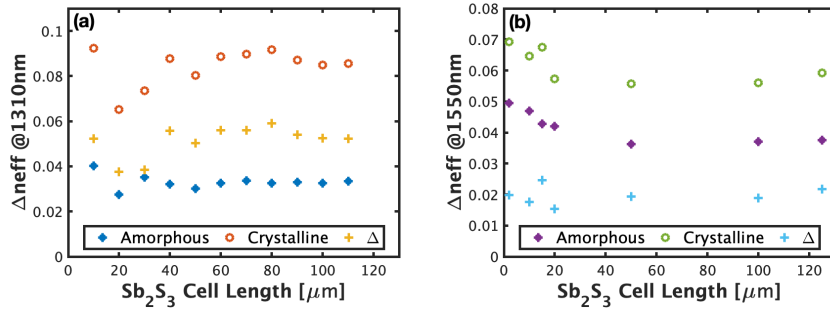 (a)
Δneff @1310nm
0.1
0.08
0.06
0.04
0.02
0
Amorphous Crystalline Δ
0 20 40 60 80 100 120
Sb₂S₃ Cell Length [μm]
(b)
Δneff @1550nm
0.08
0.07
0.06
0.05
0.04
0.03
0.02
0.01
0
Amorphous Crystalline Δ
0 20 40 60 80 100 120
Sb₂S₃ Cell Length [μm]